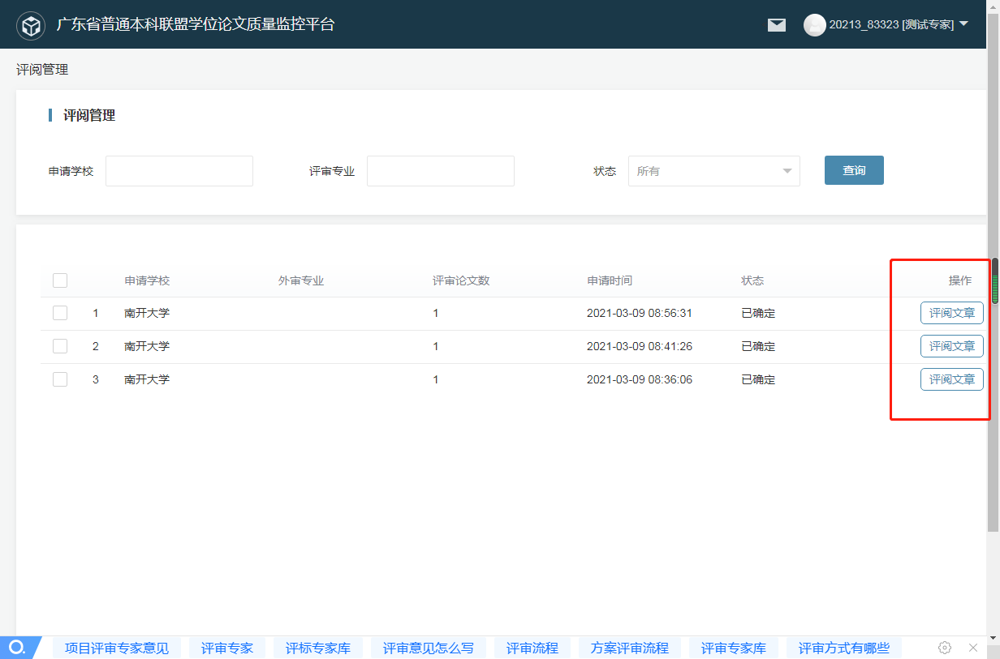 广东省普通本科联盟学位论文质量监控平台
20213_83323 [测试专家]
评阅管理
评阅管理
申请学校 评审专业 状态 所有 查询
申请学校 外审专业 评审论文数 申请时间 状态 操作
1 南开大学 1 2021-03-09 08:56:31 已确定 评阅文章
2 南开大学 1 2021-03-09 08:41:26 已确定 评阅文章
3 南开大学 1 2021-03-09 08:36:06 已确定 评阅文章
项目评审专家意见 评审专家 评标专家库 评审意见怎么写 评审流程 方案评审流程 评审专家库 评审方式有哪些